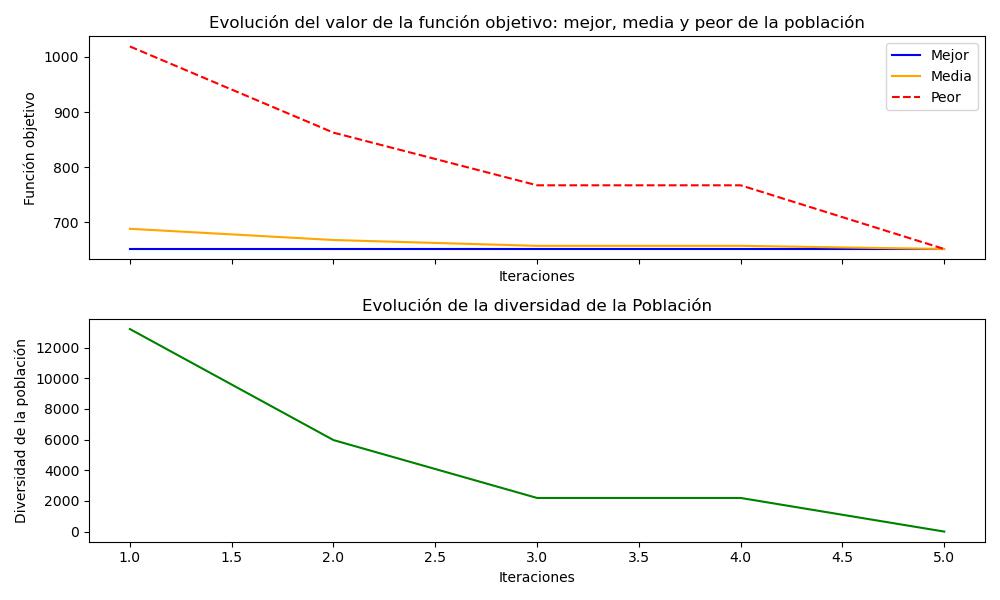 Evolución del valor de la función objetivo: mejor, media y peor de la población
1000
900
800
700
Función objetivo
Mejor
Media
Peor
Iteraciones
Evolución de la diversidad de la Población
12000
10000
8000
6000
4000
2000
0
Diversidad de la población
1.0 1.5 2.0 2.5 3.0 3.5 4.0 4.5 5.0
Iteraciones